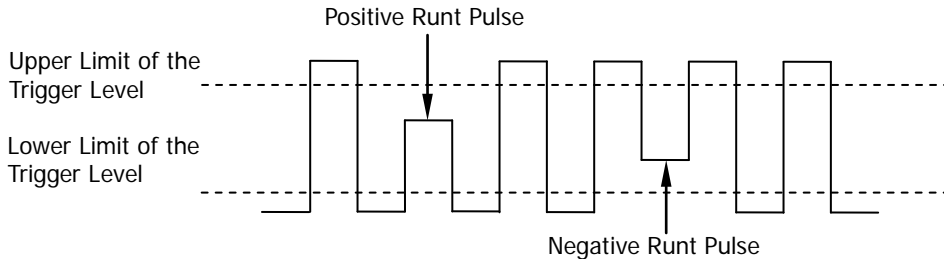 Positive Runt Pulse
Upper Limit of the
Trigger Level
Lower Limit of the
Trigger Level
Negative Runt Pulse